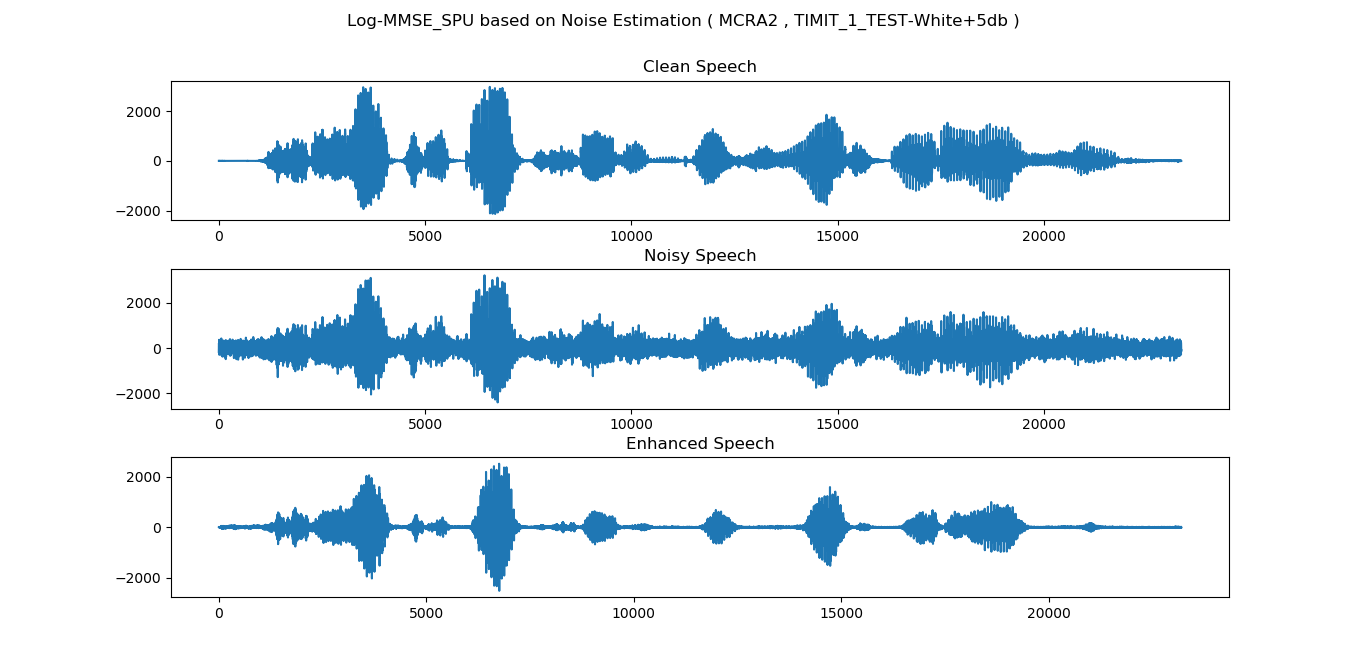 Log-MMSE_SPU based on Noise Estimation ( MCRA2 , TIMIT_1_TEST-White+5db )
Clean Speech
2000
0
−2000
0 5000 10000 15000 20000
Noisy Speech
2000
0
−2000
0 5000 10000 15000 20000
Enhanced Speech
2000
0
−2000
0 5000 10000 15000 20000